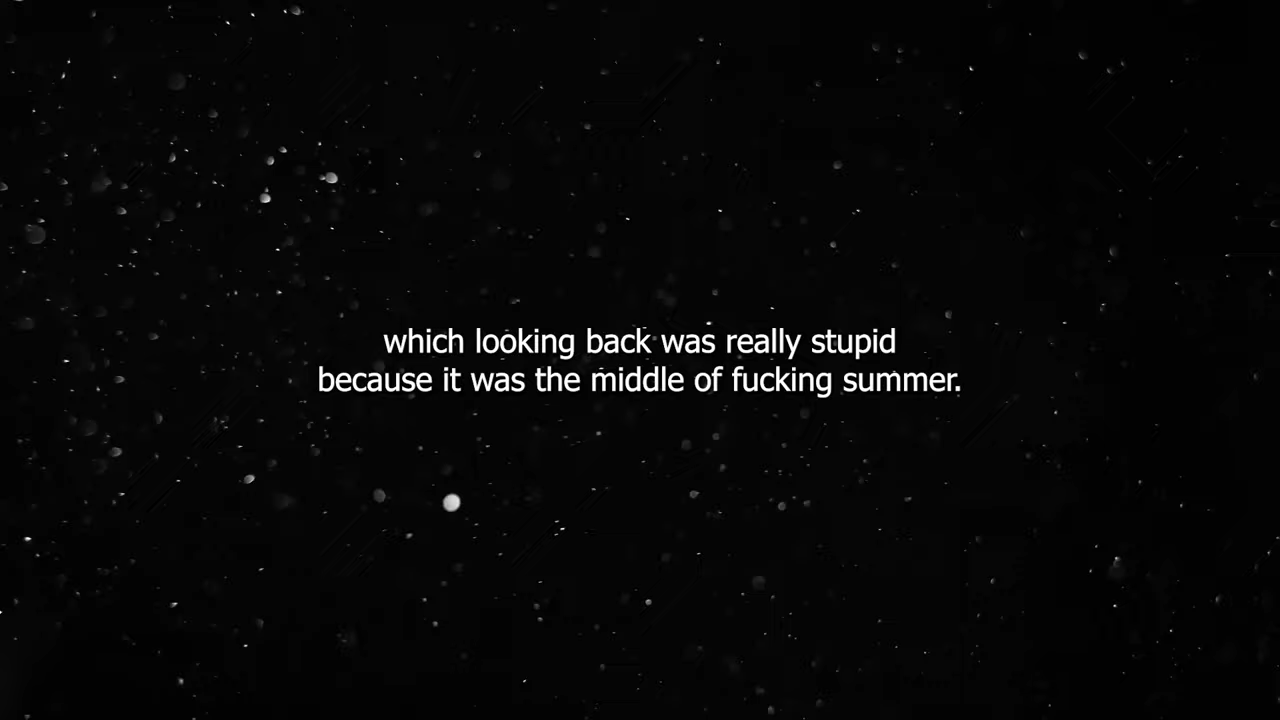 which looking back was really stupid
because it was the middle of fucking summer.